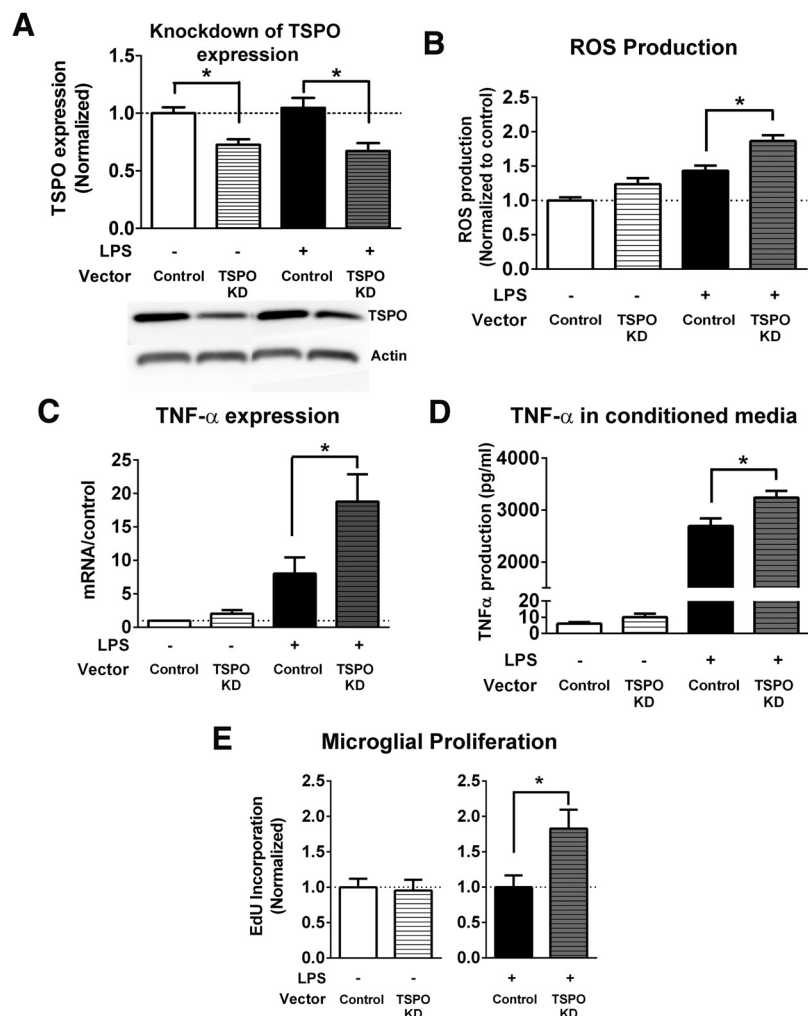 A
Knockdown of TSPO
expression
TSPO expression
(Normalized)
1.5
1.0
0.5
0.0
*
*
LPS - - + +
Vector Control TSPO KD Control TSPO KD
TSPO
Actin
B
ROS Production
ROS production
(Normalized to control)
2.5
2.0
1.5
1.0
0.5
0.0
*
LPS - - + +
Vector Control TSPO KD Control TSPO KD
C
TNF-α expression
mRNA/control
25
20
15
10
5
0
*
LPS - - + +
Vector Control TSPO KD Control TSPO KD
D
TNF-α in conditioned media
TNFα production (pg/ml)
4000
3000
2000
20
10
0
*
LPS - - + +
Vector Control TSPO KD Control TSPO KD
E
Microglial Proliferation
EdU Incorporation
(Normalized)
2.5
2.0
1.5
1.0
0.5
0.0
2.5
2.0
1.5
1.0
0.5
0.0
*
LPS - - + +
Vector Control TSPO KD Control TSPO KD